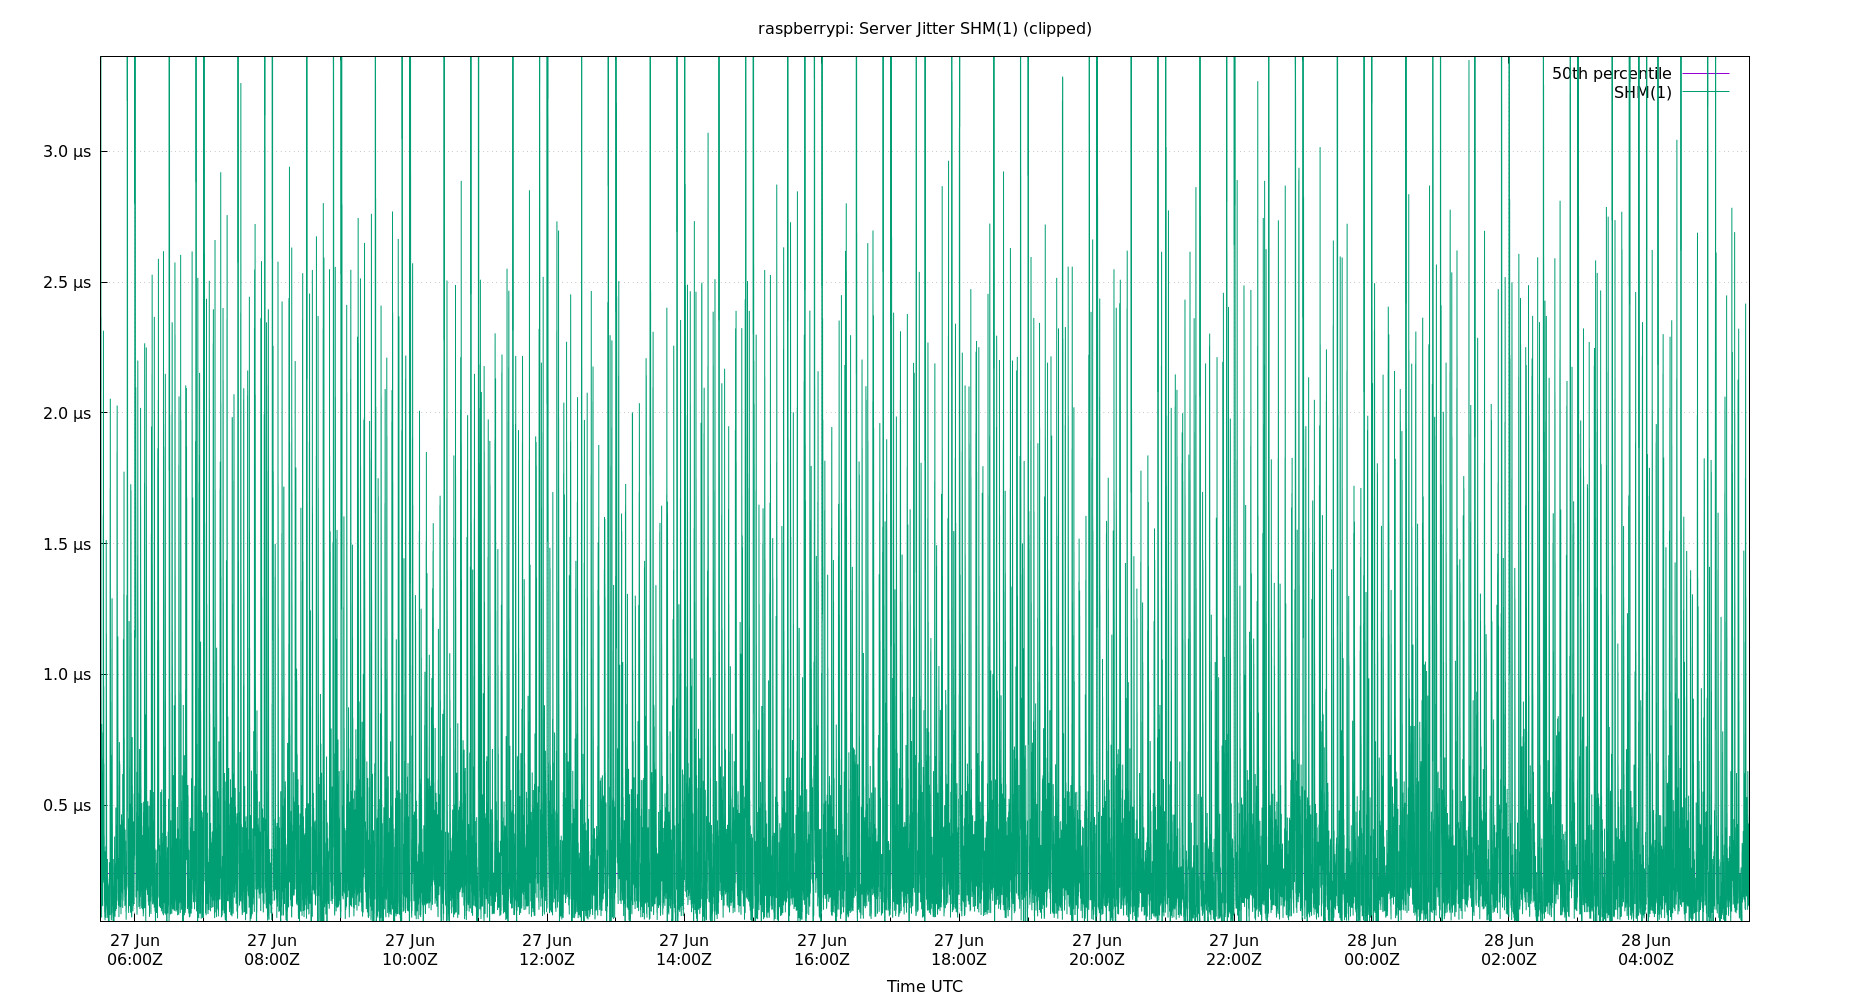 raspberrypi: Server Jitter SHM(1) (clipped)
50th percentile
SHM(1)
3.0 µs
2.5 µs
2.0 µs
1.5 µs
1.0 µs
0.5 µs
27 Jun 27 Jun 27 Jun 27 Jun 27 Jun 27 Jun 27 Jun 27 Jun 27 Jun 28 Jun 28 Jun 28 Jun
06:00Z 08:00Z 10:00Z 12:00Z 14:00Z 16:00Z 18:00Z 20:00Z 22:00Z 00:00Z 02:00Z 04:00Z
Time UTC